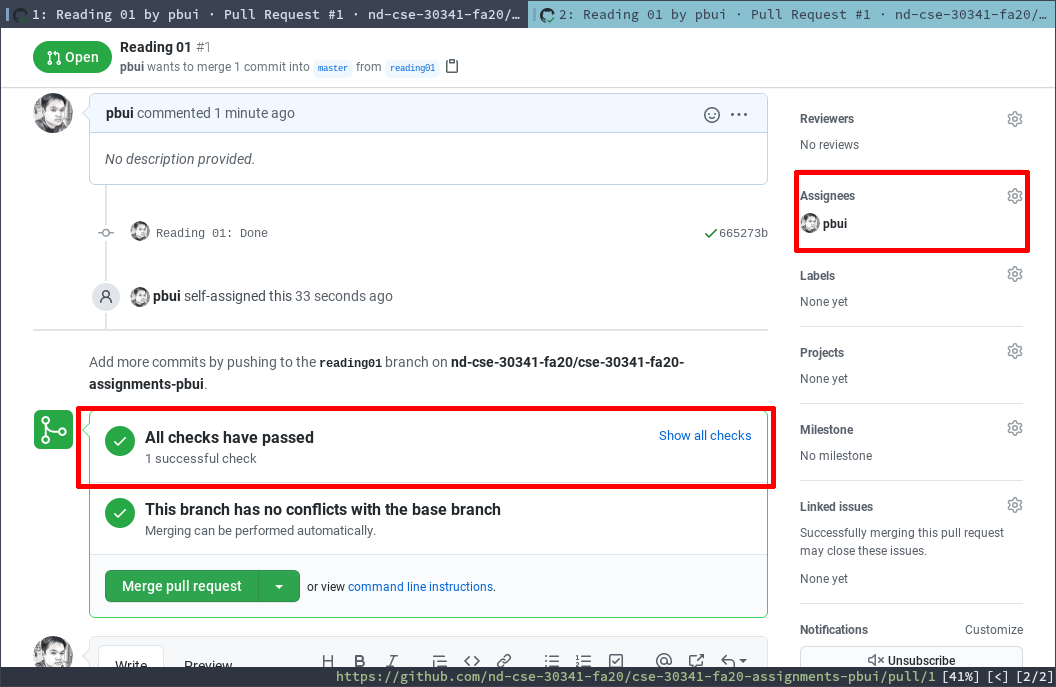 1: Reading 01 by pbui · Pull Request #1 · nd-cse-30341-fa20/…
2: Reading 01 by pbui · Pull Request #1 · nd-cse-30341-fa20/…
Open
Reading 01 #1
pbui wants to merge 1 commit into master from reading01
pbui commented 1 minute ago
No description provided.
Reading 01: Done 665273b
pbui self-assigned this 33 seconds ago
Add more commits by pushing to the reading01 branch on nd-cse-30341-fa20/cse-30341-fa20-
assignments-pbui.
All checks have passed
Show all checks
1 successful check
This branch has no conflicts with the base branch
Merging can be performed automatically.
Merge pull request or view command line instructions.
Write Preview H B I
Reviewers
No reviews
Assignees
pbui
Labels
None yet
Projects
None yet
Milestone
No milestone
Linked issues
Successfully merging this pull request
may close these issues.
None yet
Notifications Customize
Unsubscribe
https://github.com/nd-cse-30341-fa20/cse-30341-fa20-assignments-pbui/pull/1 [41%] [<] [2/2]